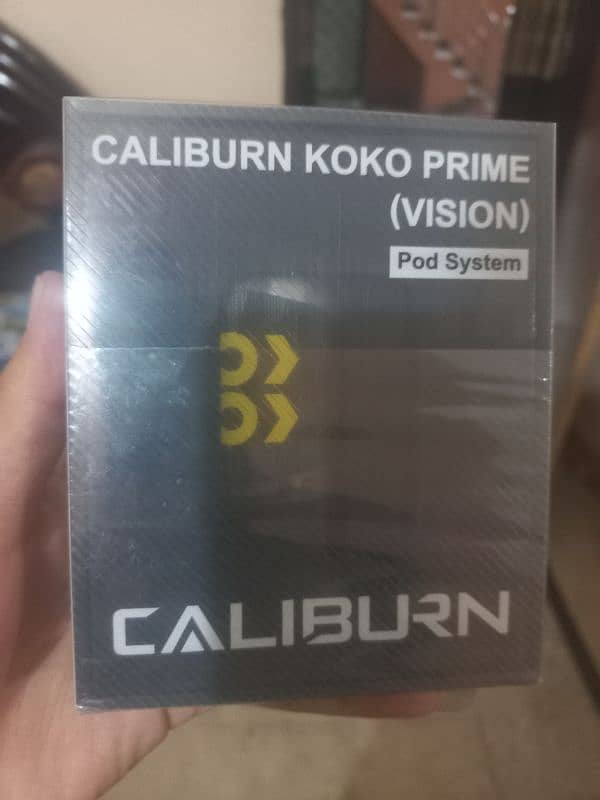 CALIBURN KOKO PRIME
(VISION)
Pod System
CALIBURN